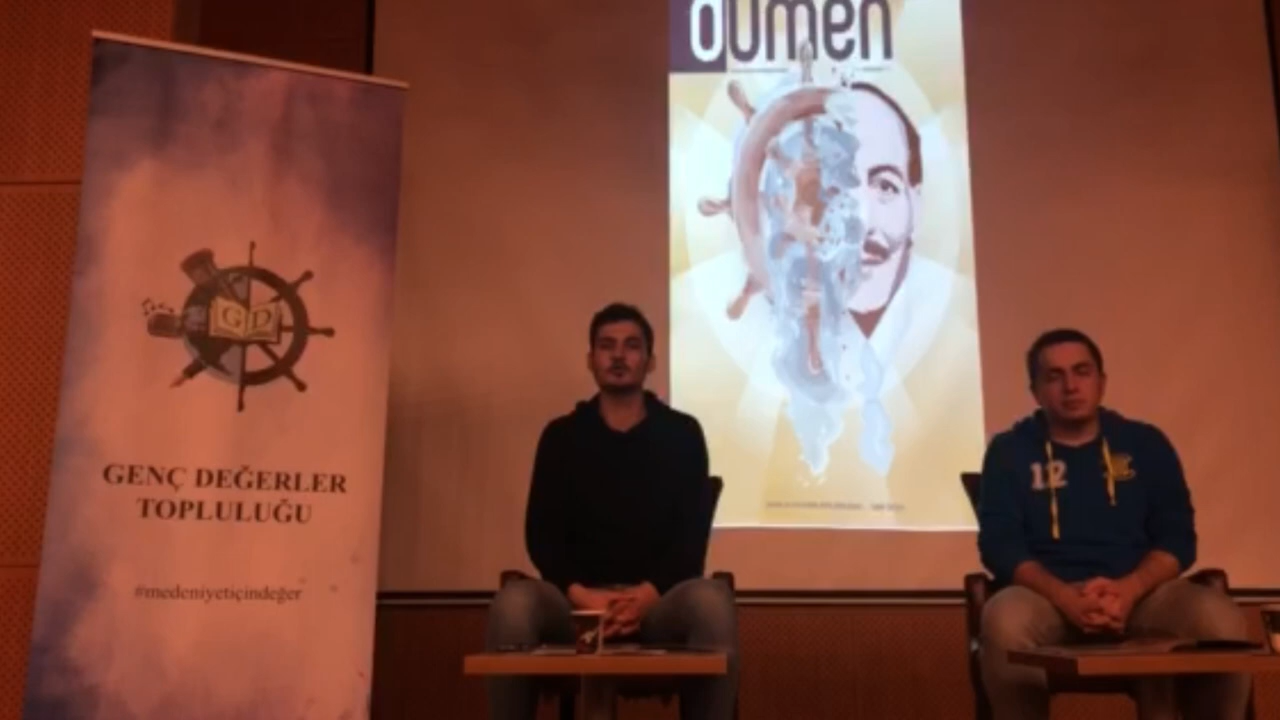 dümen
GD
GENÇ DEĞERLER
TOPLULUĞU
#medeniyetiçindeğer
12